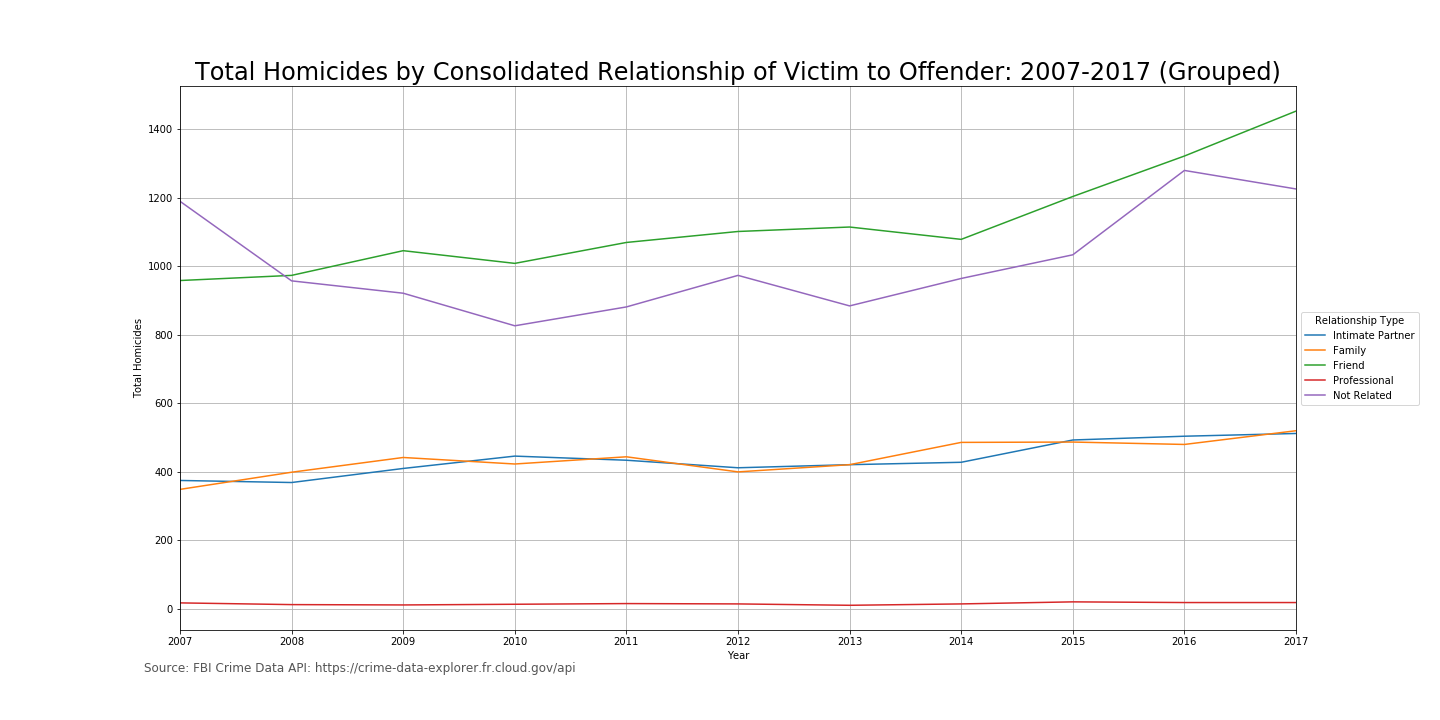 Total Homicides by Consolidated Relationship of Victim to Offender: 2007-2017 (Grouped)
1400
1200
1000
800
600
400
200
0
Total Homicides
Relationship Type
Intimate Partner
Family
Friend
Professional
Not Related
2007 2008 2009 2010 2011 2012 2013 2014 2015 2016 2017
Year
Source: FBI Crime Data API: https://crime-data-explorer.fr.cloud.gov/api